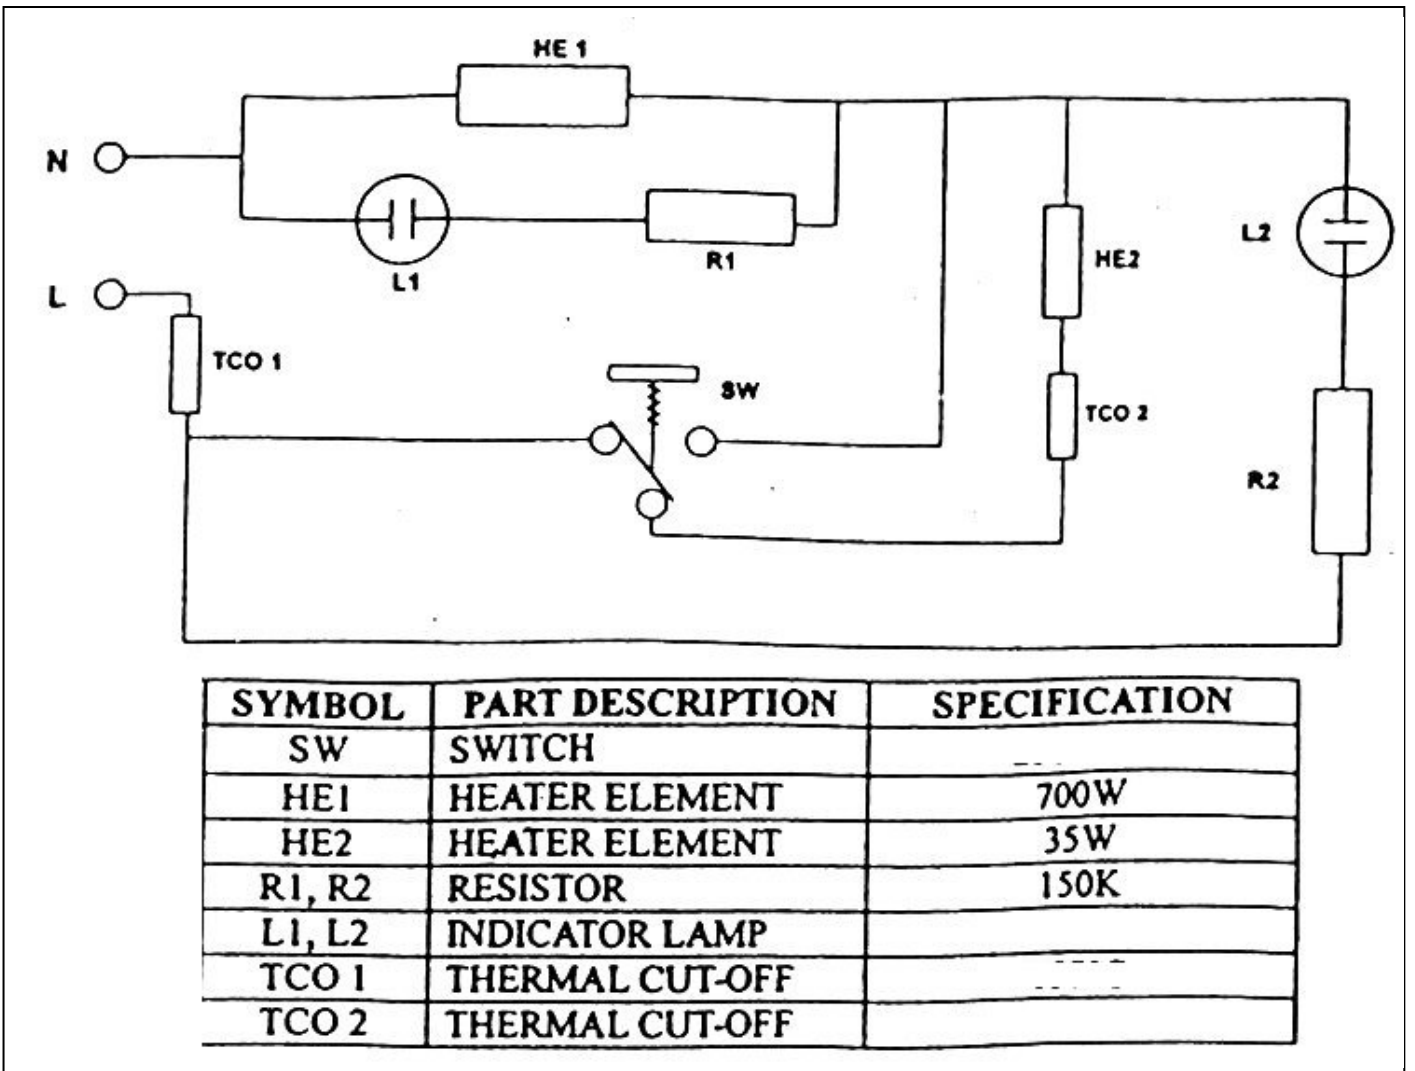 HE 1
N
L1
R1
L2
HE2
L
TCO 1
SW
TCO 2
R2
SYMBOL PART DESCRIPTION SPECIFICATION
SW SWITCH
HE1 HEATER ELEMENT 700W
HE2 HEATER ELEMENT 35W
R1, R2 RESISTOR 150K
L1, L2 INDICATOR LAMP
TCO 1 THERMAL CUT-OFF
TCO 2 THERMAL CUT-OFF